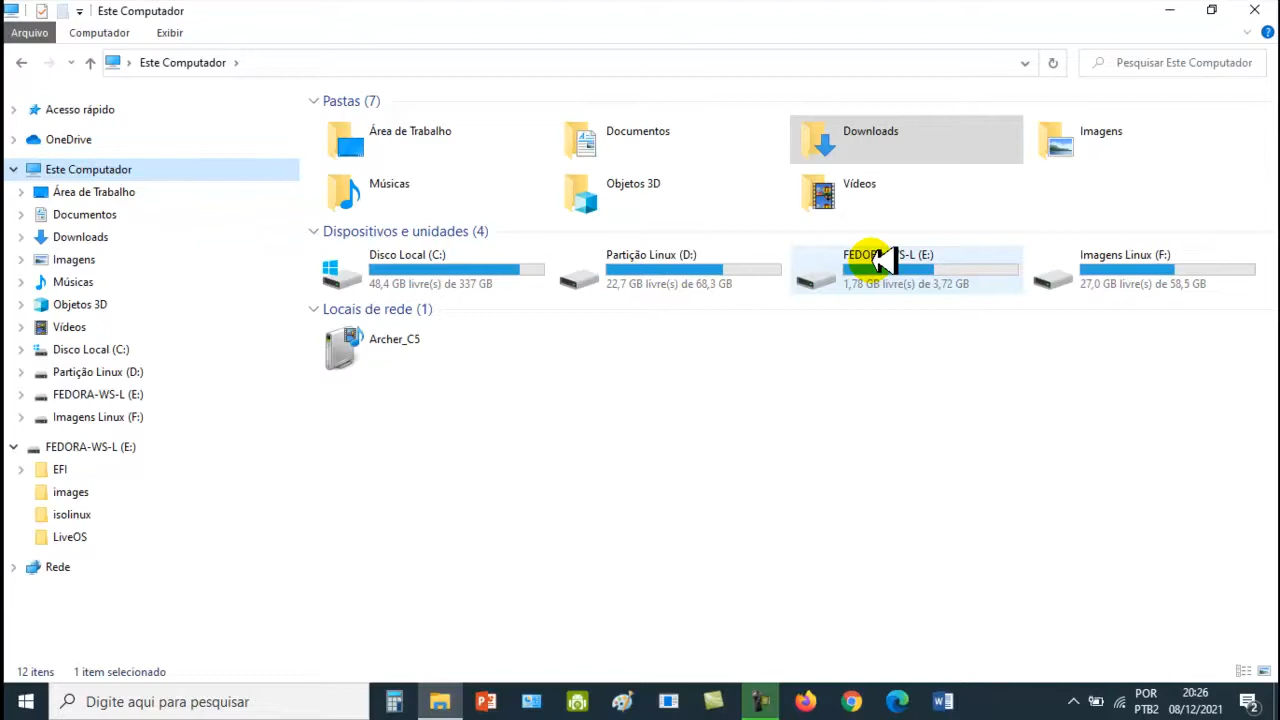 Este Computador
Arquivo Computador Exibir
Este Computador
Pesquisar Este Computador
Acesso rápido
OneDrive
Este Computador
Área de Trabalho
Documentos
Downloads
Imagens
Músicas
Objetos 3D
Vídeos
Disco Local (C:)
Partição Linux (D:)
FEDORA-WS-L (E:)
Imagens Linux (F:)
FEDORA-WS-L (E:)
EFI
images
isolinux
LiveOS
Rede
Pastas (7)
Área de Trabalho
Documentos
Downloads
Imagens
Músicas
Objetos 3D
Vídeos
Dispositivos e unidades (4)
Disco Local (C:)
48,4 GB livre(s) de 337 GB
Partição Linux (D:)
22,7 GB livre(s) de 68,3 GB
FEDORA-WS-L (E:)
1,78 GB livre(s) de 3,72 GB
Imagens Linux (F:)
27,0 GB livre(s) de 58,5 GB
Locais de rede (1)
Archer_C5
12 itens 1 item selecionado
Digite aqui para pesquisar
POR
PTB2
20:26
08/12/2021
2